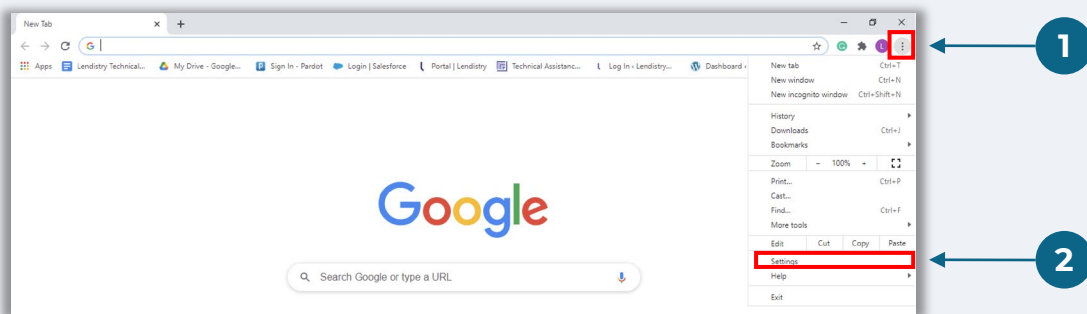 New Tab
G
Apps Lendistry Technical... My Drive - Google... Sign In - Pardot Login | Salesforce Portal | Lendistry Technical Assistanc... Log In ‹ Lendistry... Dashboard ‹
L
1
New tab Ctrl+T
New window Ctrl+N
New incognito window Ctrl+Shift+N
History
Downloads Ctrl+J
Bookmarks
Zoom - 100% +
Print... Ctrl+P
Cast...
Find... Ctrl+F
More tools
Edit Cut Copy Paste
Settings
Help
Exit
2
Google
Search Google or type a URL